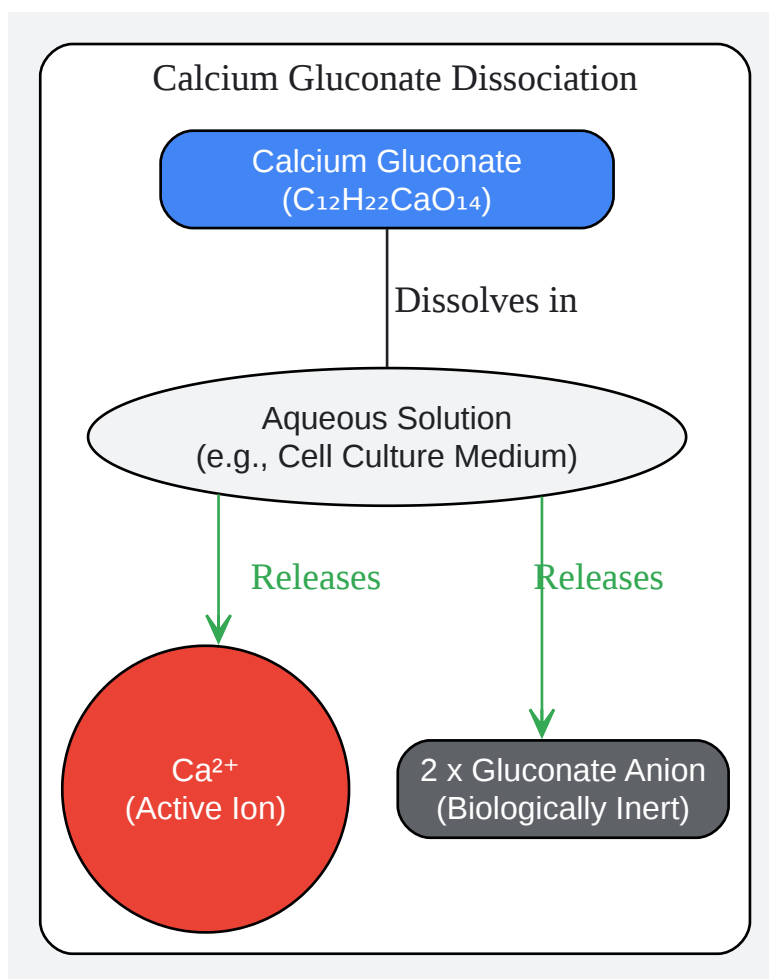 Calcium Gluconate Dissociation
Calcium Gluconate
(C₁₂H₂₂CaO₁₄)
Dissolves in
Aqueous Solution
(e.g., Cell Culture Medium)
Releases
Releases
Ca²⁺
(Active Ion)
2 x Gluconate Anion
(Biologically Inert)